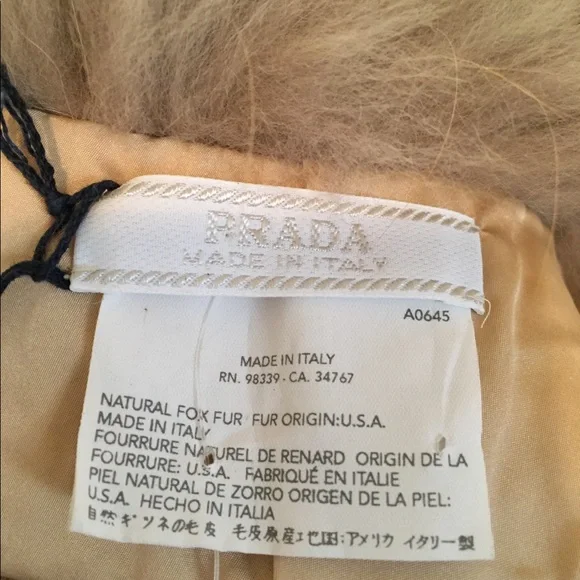 PRADA
MADE IN ITALY
A0645
MADE IN ITALY
RN. 98339 - CA. 34767
NATURAL FOX FUR FUR ORIGIN: U.S.A.
MADE IN ITALY
FOURRURE NATUREL DE RENARD ORIGIN DE LA
FOURRURE: U.S.A. FABRIQUÉ EN ITALIE
PIEL NATURAL DE ZORRO ORIGEN DE LA PIEL:
U.S.A. HECHO IN ITALIA
自然ギツネの毛皮 毛皮原産地国:アメリカ イタリー製